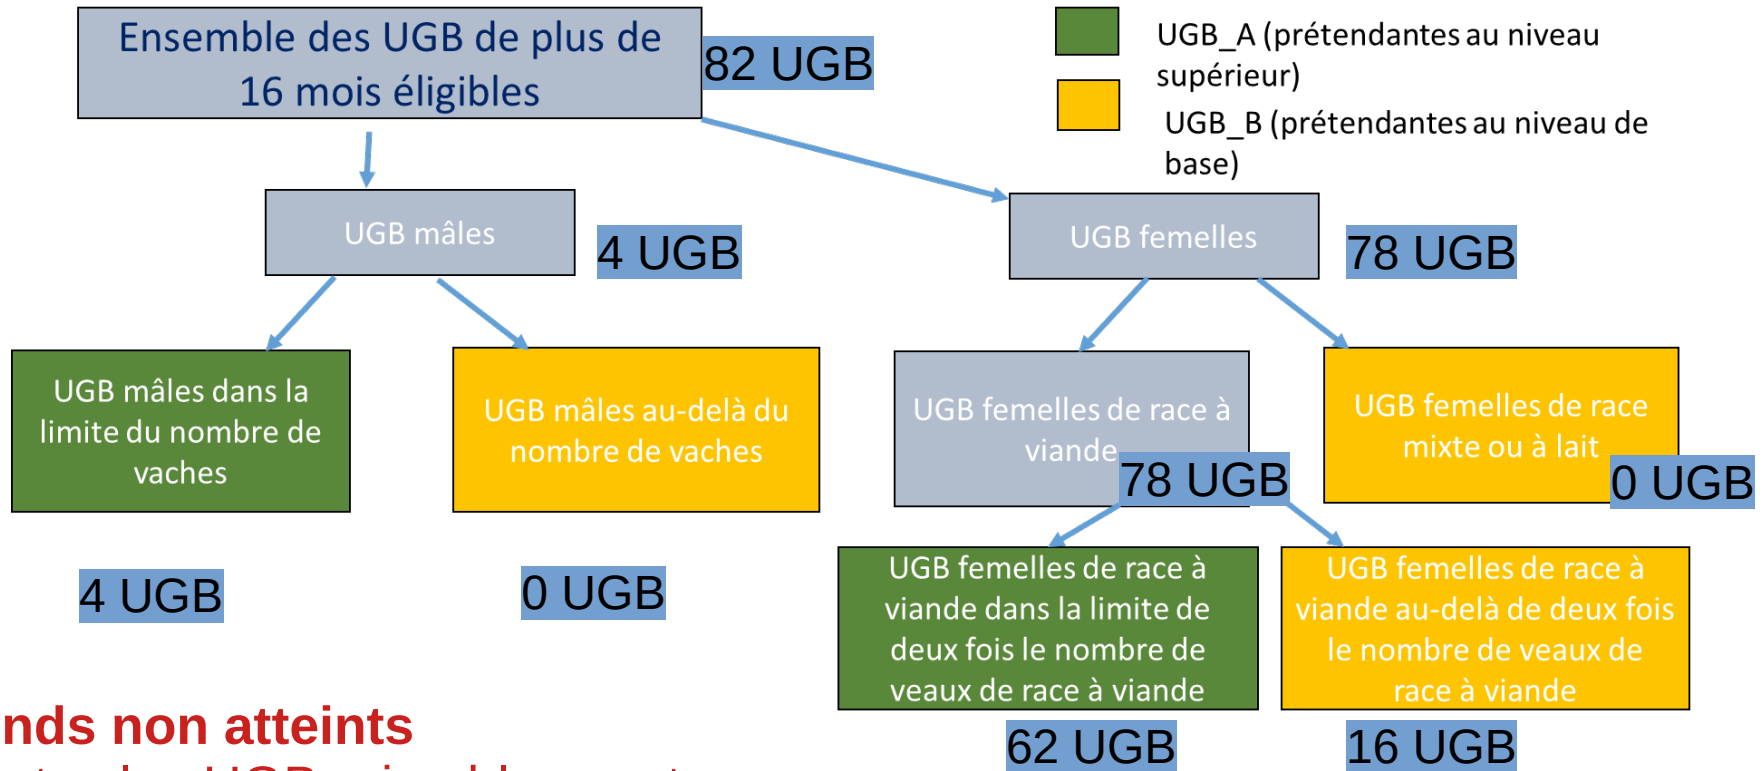 Ensemble des UGB de plus de
16 mois éligibles
82 UGB
UGB_A (prétendantes au niveau
supérieur)
UGB_B (prétendantes au niveau de
base)
UGB mâles
4 UGB
UGB femelles
78 UGB
UGB mâles dans la
limite du nombre de
vaches
UGB mâles au-delà du
nombre de vaches
UGB femelles de race à
viande
78 UGB
UGB femelles de race
mixte ou à lait
0 UGB
4 UGB
0 UGB
UGB femelles de race à
viande dans la limite de
deux fois le nombre de
veaux de race à viande
UGB femelles de race à
viande au-delà de deux fois
le nombre de veaux de
race à viande
62 UGB
16 UGB
nds non atteints
UGB